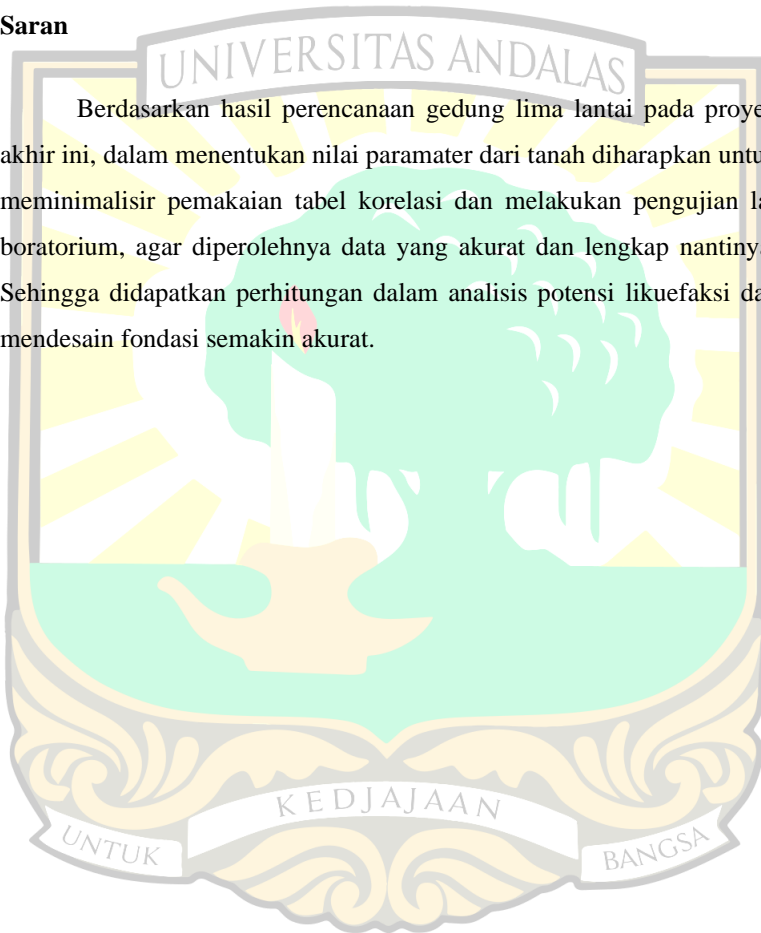 Saran
UNIVERSITAS ANDALAS
Berdasarkan hasil perencanaan gedung lima lantai pada proye
akhir ini, dalam menentukan nilai paramater dari tanah diharapkan untu
meminimalisir pemakaian tabel korelasi dan melakukan pengujian la
boratorium, agar diperolehnya data yang akurat dan lengkap nantiny
Sehingga didapatkan perhitungan dalam analisis potensi likuefaksi da
mendesain fondasi semakin akurat.
KEDJAJAAN
UNTUK
BANGSA